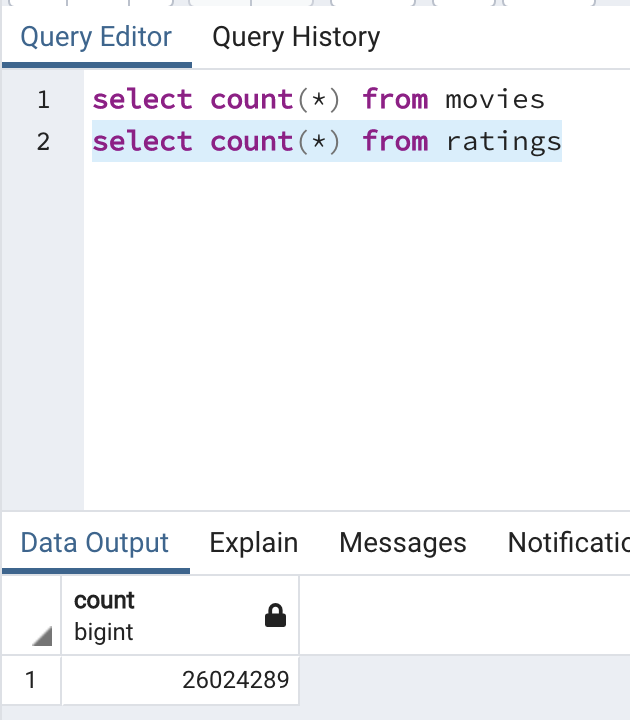 Query Editor Query History
1 select count(*) from movies
2 select count(*) from ratings
Data Output Explain Messages Notificatio
count
bigint
1 26024289